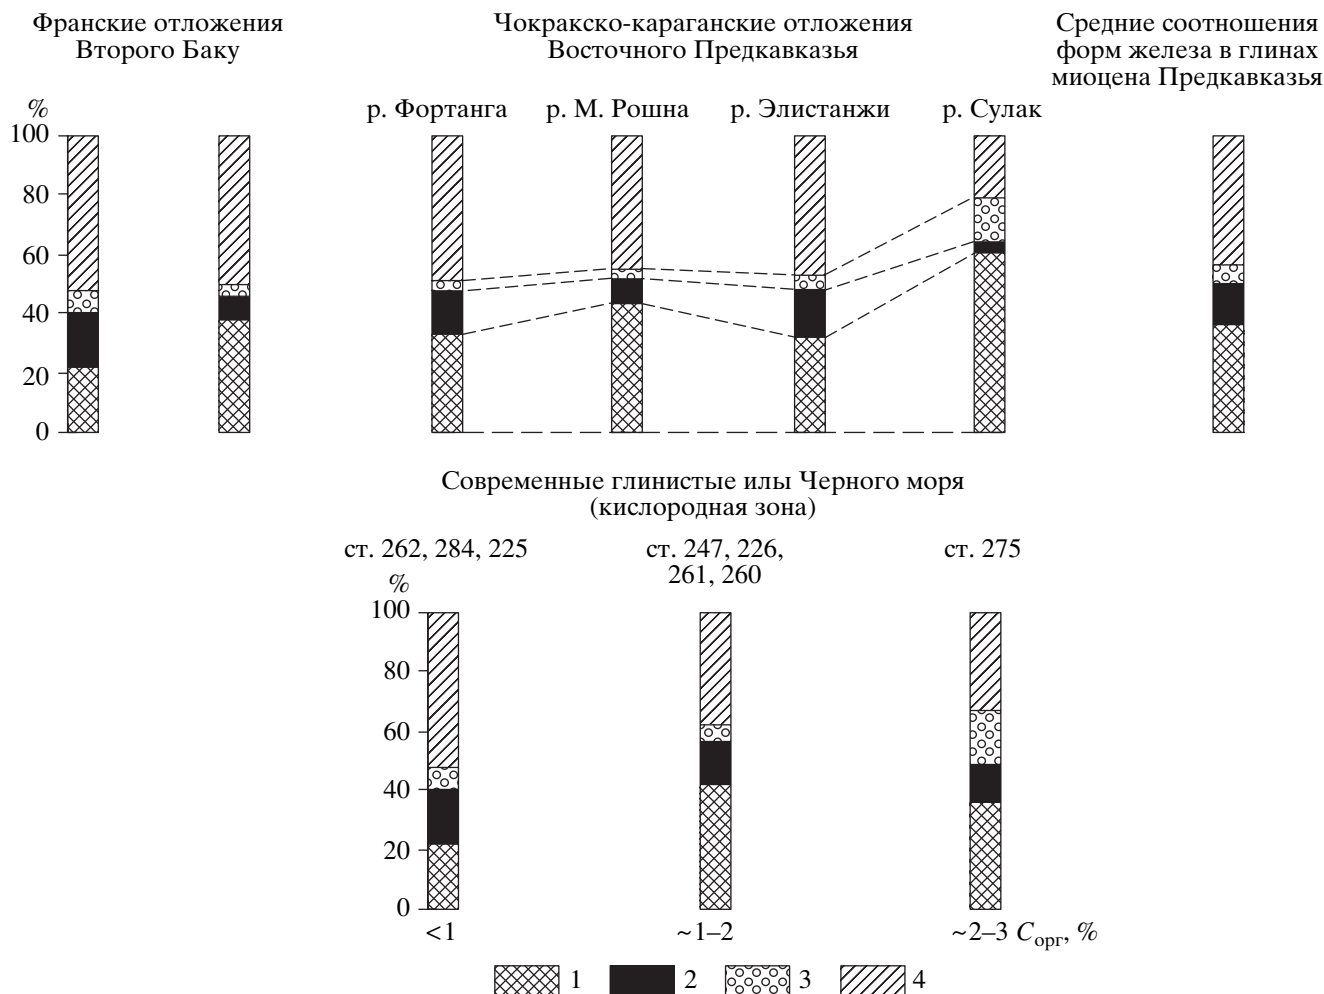 Франские отложения
Второго Баку
Чокракско-караганские отложения
Восточного Предкавказья
Средние соотношения
форм железа в глинах
миоцена Предкавказья
р. Фортанга
р. М. Рошна
р. Элистанжи
р. Сулак
%
100
80
60
40
20
0
Современные глинистые илы Черного моря
(кислородная зона)
ст. 262, 284, 225
ст. 247, 226,
261, 260
ст. 275
%
100
80
60
40
20
0
<1
~1–2
~2–3 Cорг, %
1
2
3
4